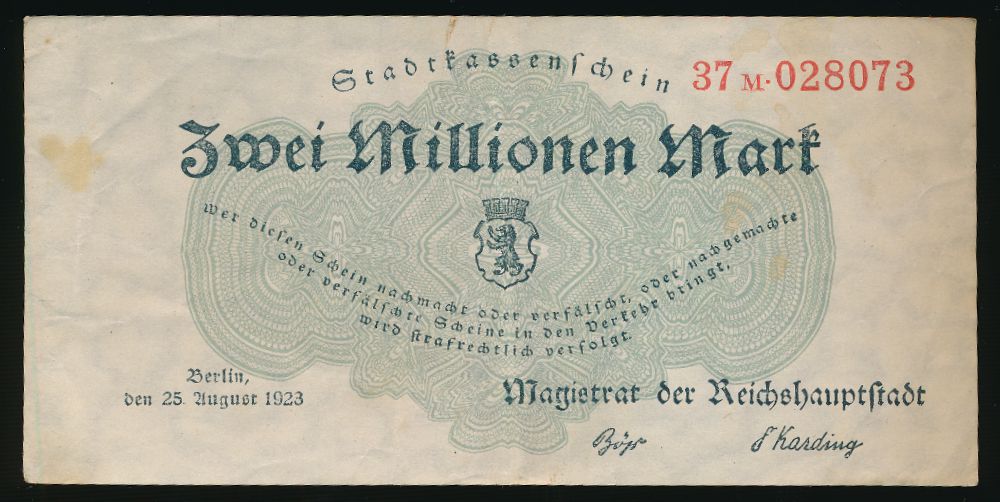 Stadtkassenschein
37 M·028073
Zwei Millionen Mark
wer diesen Schein nachmacht oder verfälscht, oder nachgemachte
oder verfälschte Scheine in den Verkehr bringt,
wird strafrechtlich verfolgt.
Berlin,
den 25. August 1923
Magistrat der Reichshauptstadt
Böß
F Karding